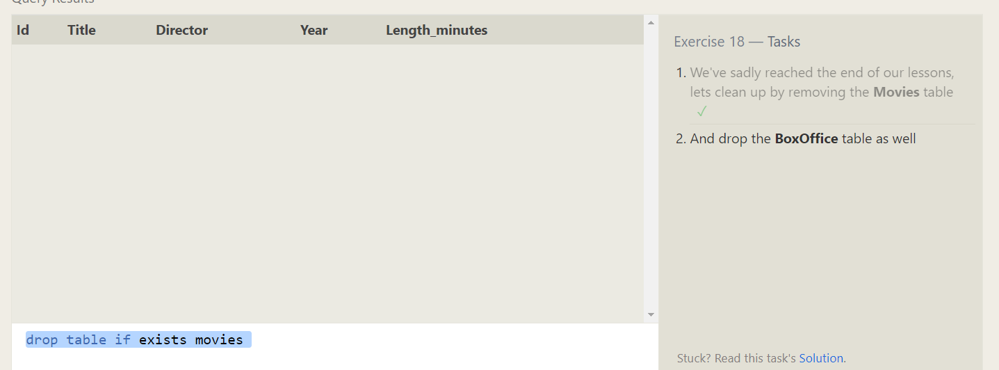 Query Results
Id Title Director Year Length_minutes
Exercise 18 — Tasks
1. We've sadly reached the end of our lessons,
lets clean up by removing the Movies table
✓
2. And drop the BoxOffice table as well
drop table if exists movies
Stuck? Read this task's Solution.